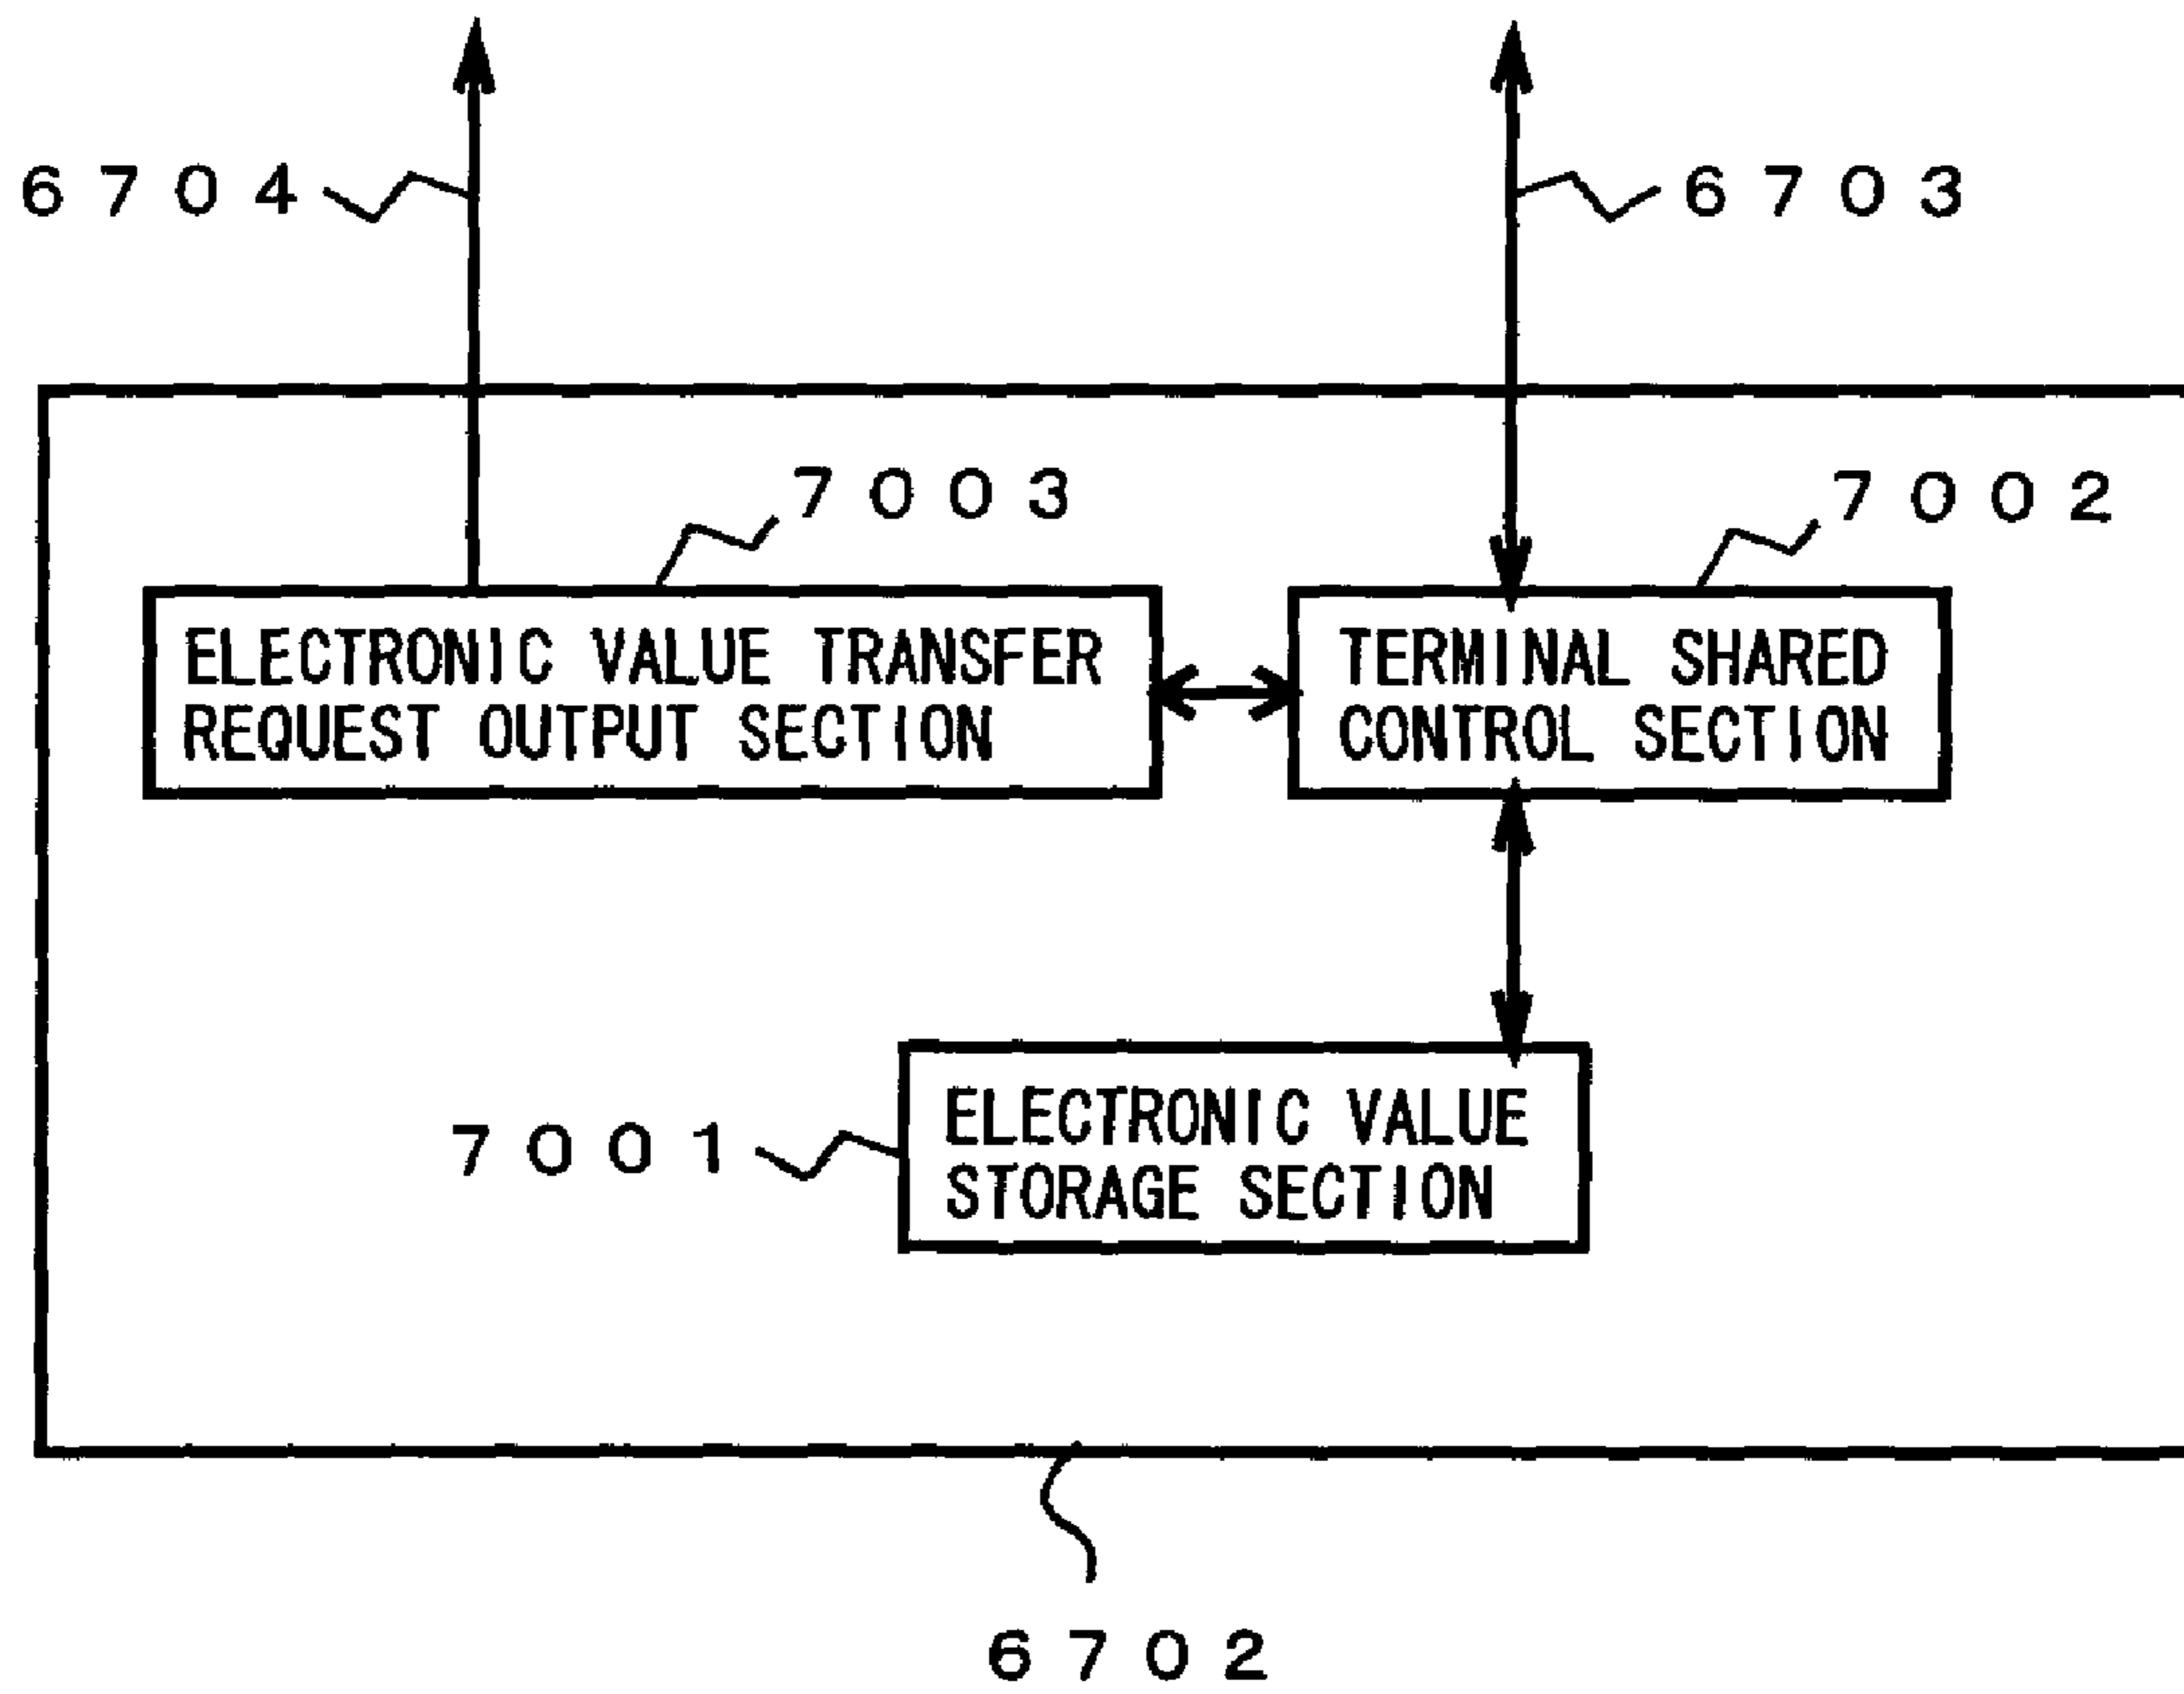 6704
6703
7003
7002
ELECTRONIC VALUE TRANSFER
REQUEST OUTPUT SECTION
TERMINAL SHARED
CONTROL SECTION
7001
ELECTRONIC VALUE
STORAGE SECTION
6702